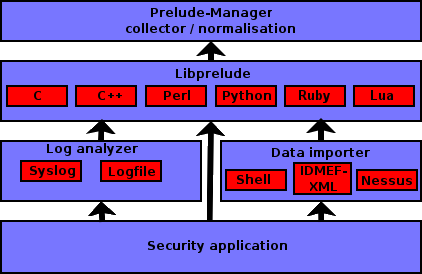 Prelude-Manager
collector / normalisation
Libprelude
C
C++
Perl
Python
Ruby
Lua
Log analyzer
Syslog
Logfile
Data importer
Shell
IDMEF-
XML
Nessus
Security application